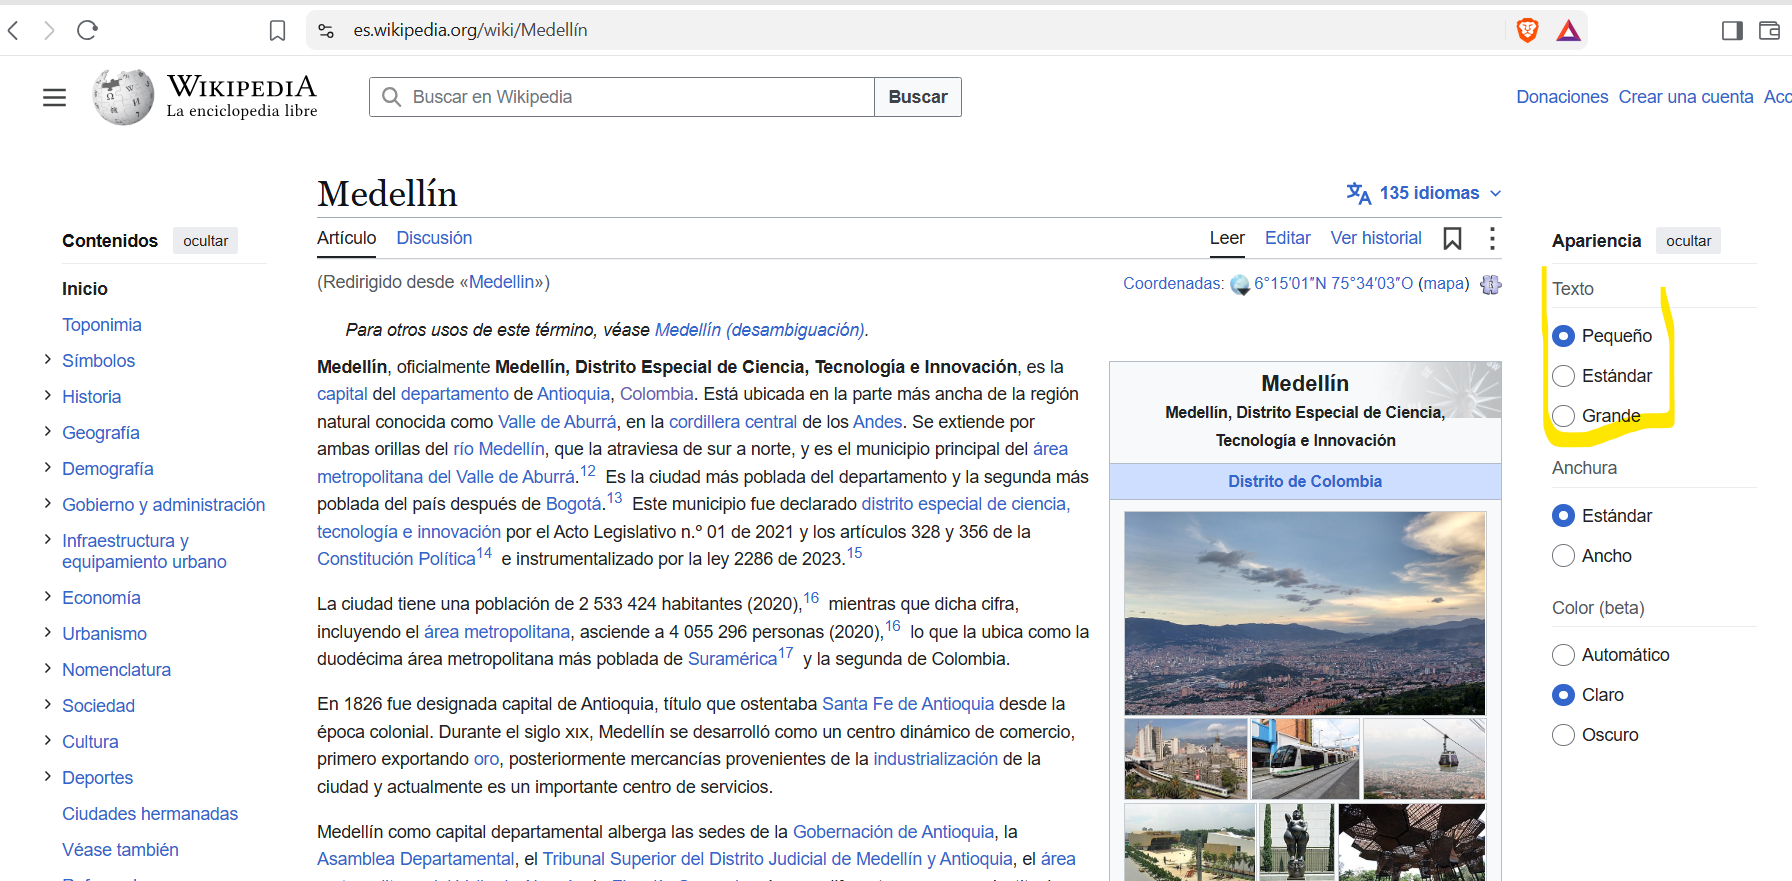 es.wikipedia.org/wiki/Medellín
WIKIPEDIA
La enciclopedia libre
Buscar en Wikipedia
Buscar
Donaciones Crear una cuenta
Medellín
135 idiomas
Contenidos ocultar
Inicio
Toponimia
Símbolos
Historia
Geografía
Demografía
Gobierno y administración
Infraestructura y
equipamiento urbano
Economía
Urbanismo
Nomenclatura
Sociedad
Cultura
Deportes
Ciudades hermanadas
Véase también
Artículo Discusión
Leer Editar Ver historial
(Redirigido desde «Medellin»)
Coordenadas: 6°15′01″N 75°34′03″O (mapa)
Para otros usos de este término, véase Medellín (desambiguación).
Medellín, oficialmente Medellín, Distrito Especial de Ciencia, Tecnología e Innovación, es la
capital del departamento de Antioquia, Colombia. Está ubicada en la parte más ancha de la región
natural conocida como Valle de Aburrá, en la cordillera central de los Andes. Se extiende por
ambas orillas del río Medellín, que la atraviesa de sur a norte, y es el municipio principal del área
metropolitana del Valle de Aburrá.12 Es la ciudad más poblada del departamento y la segunda más
poblada del país después de Bogotá.13 Este municipio fue declarado distrito especial de ciencia,
tecnología e innovación por el Acto Legislativo n.º 01 de 2021 y los artículos 328 y 356 de la
Constitución Política14 e instrumentalizado por la ley 2286 de 2023.15
La ciudad tiene una población de 2 533 424 habitantes (2020),16 mientras que dicha cifra,
incluyendo el área metropolitana, asciende a 4 055 296 personas (2020),16 lo que la ubica como la
duodécima área metropolitana más poblada de Suramérica17 y la segunda de Colombia.
En 1826 fue designada capital de Antioquia, título que ostentaba Santa Fe de Antioquia desde la
época colonial. Durante el siglo XIX, Medellín se desarrolló como un centro dinámico de comercio,
primero exportando oro, posteriormente mercancías provenientes de la industrialización de la
ciudad y actualmente es un importante centro de servicios.
Medellín como capital departamental alberga las sedes de la Gobernación de Antioquia, la
Asamblea Departamental, el Tribunal Superior del Distrito Judicial de Medellín y Antioquia, el área
Medellín
Medellín, Distrito Especial de Ciencia,
Tecnología e Innovación
Distrito de Colombia
Apariencia ocultar
Texto
Pequeño
Estándar
Grande
Anchura
Estándar
Ancho
Color (beta)
Automático
Claro
Oscuro